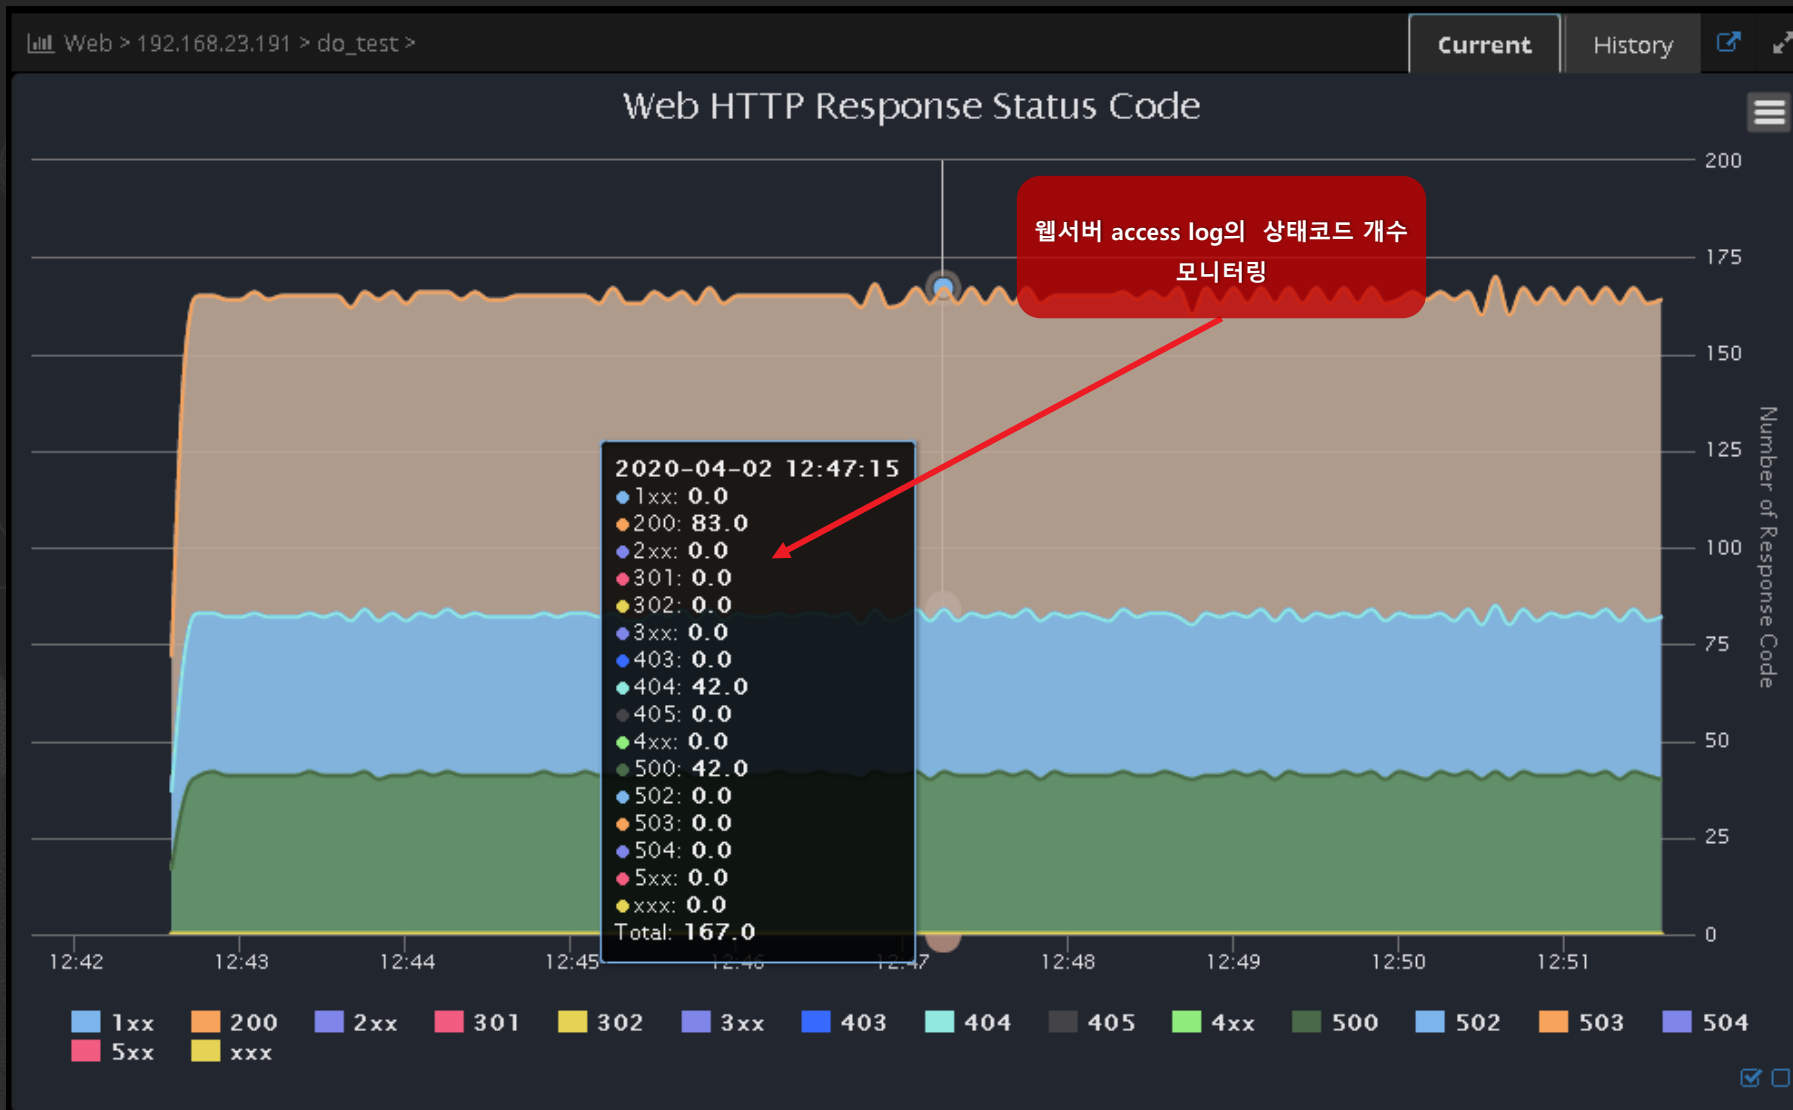 Web > 192.168.23.191 > do_test >
Current
History
Web HTTP Response Status Code
200
175
150
125
100
75
50
25
0
Number of Response Code
웹서버 access log의 상태코드 개수
모니터링
2020-04-02 12:47:15
1xx: 0.0
200: 83.0
2xx: 0.0
301: 0.0
302: 0.0
3xx: 0.0
403: 0.0
404: 42.0
405: 0.0
4xx: 0.0
500: 42.0
502: 0.0
503: 0.0
504: 0.0
5xx: 0.0
xxx: 0.0
Total: 167.0
12:42 12:43 12:44 12:45 12:46 12:47 12:48 12:49 12:50 12:51
1xx 200 2xx 301 302 3xx 403 404 405 4xx 500 502 503 504
5xx xxx